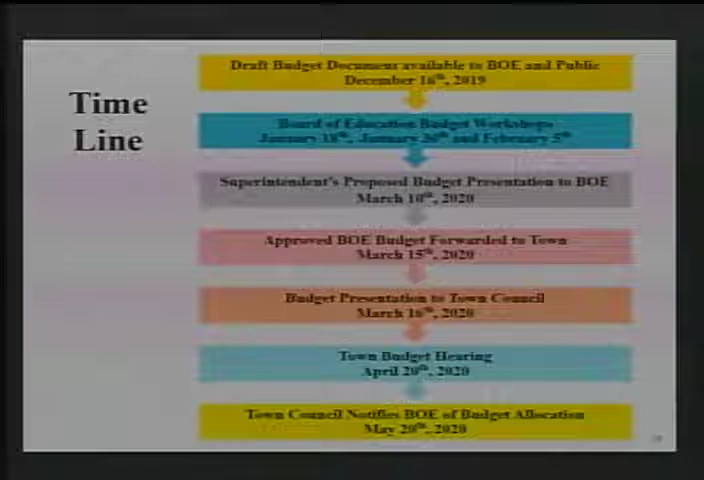 Time
Line
Draft Budget Document available to BOE and Public
December 16th, 2019
Board of Education Budget Workshops
January 18th, January 26th and February 5th
Superintendent's Proposed Budget Presentation to BOE
March 10th, 2020
Approved BOE Budget Forwarded to Town
March 15th, 2020
Budget Presentation to Town Council
March 16th, 2020
Town Budget Hearing
April 20th, 2020
Town Council Notifies BOE of Budget Allocation
May 20th, 2020